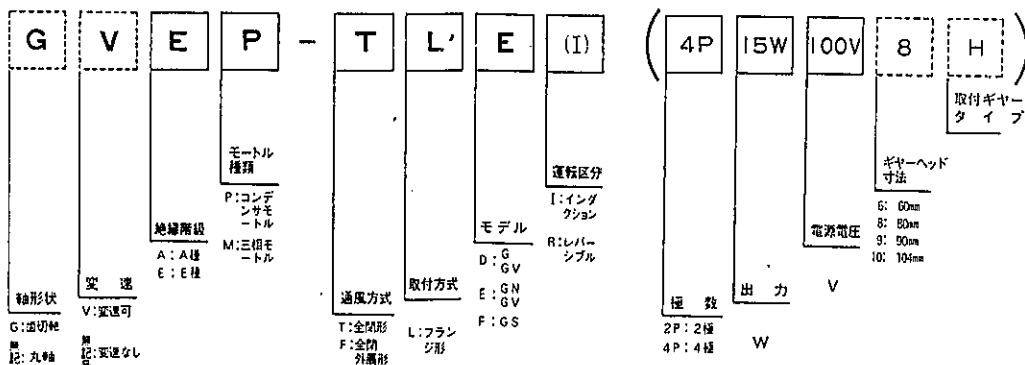 G V E P - T L' E (I) ( 4P 15W 100V 8 H )
取付ギヤー
タイプ
モートル
種類
P:コンデ
ンサモ
ートル
M:三相モ
ートル
ギヤーヘッド
寸法
6: 60mm
8: 80mm
9: 90mm
10: 104mm
運転区分
I:インダ
クション
R:レバー
シブル
絶縁階級
A:A種
E:E種
モデル
D:G
GV
E:GN
GV
F:GS
電源電圧
V
軸形状
G:歯切軸
無
記:丸軸
変速
V:変速可
無
記:変速なし
通風方式
T:全閉形
F:全閉
外扇形
取付方式
L:フラン
ジ形
極数
2P:2極
4P:4極
出力
W